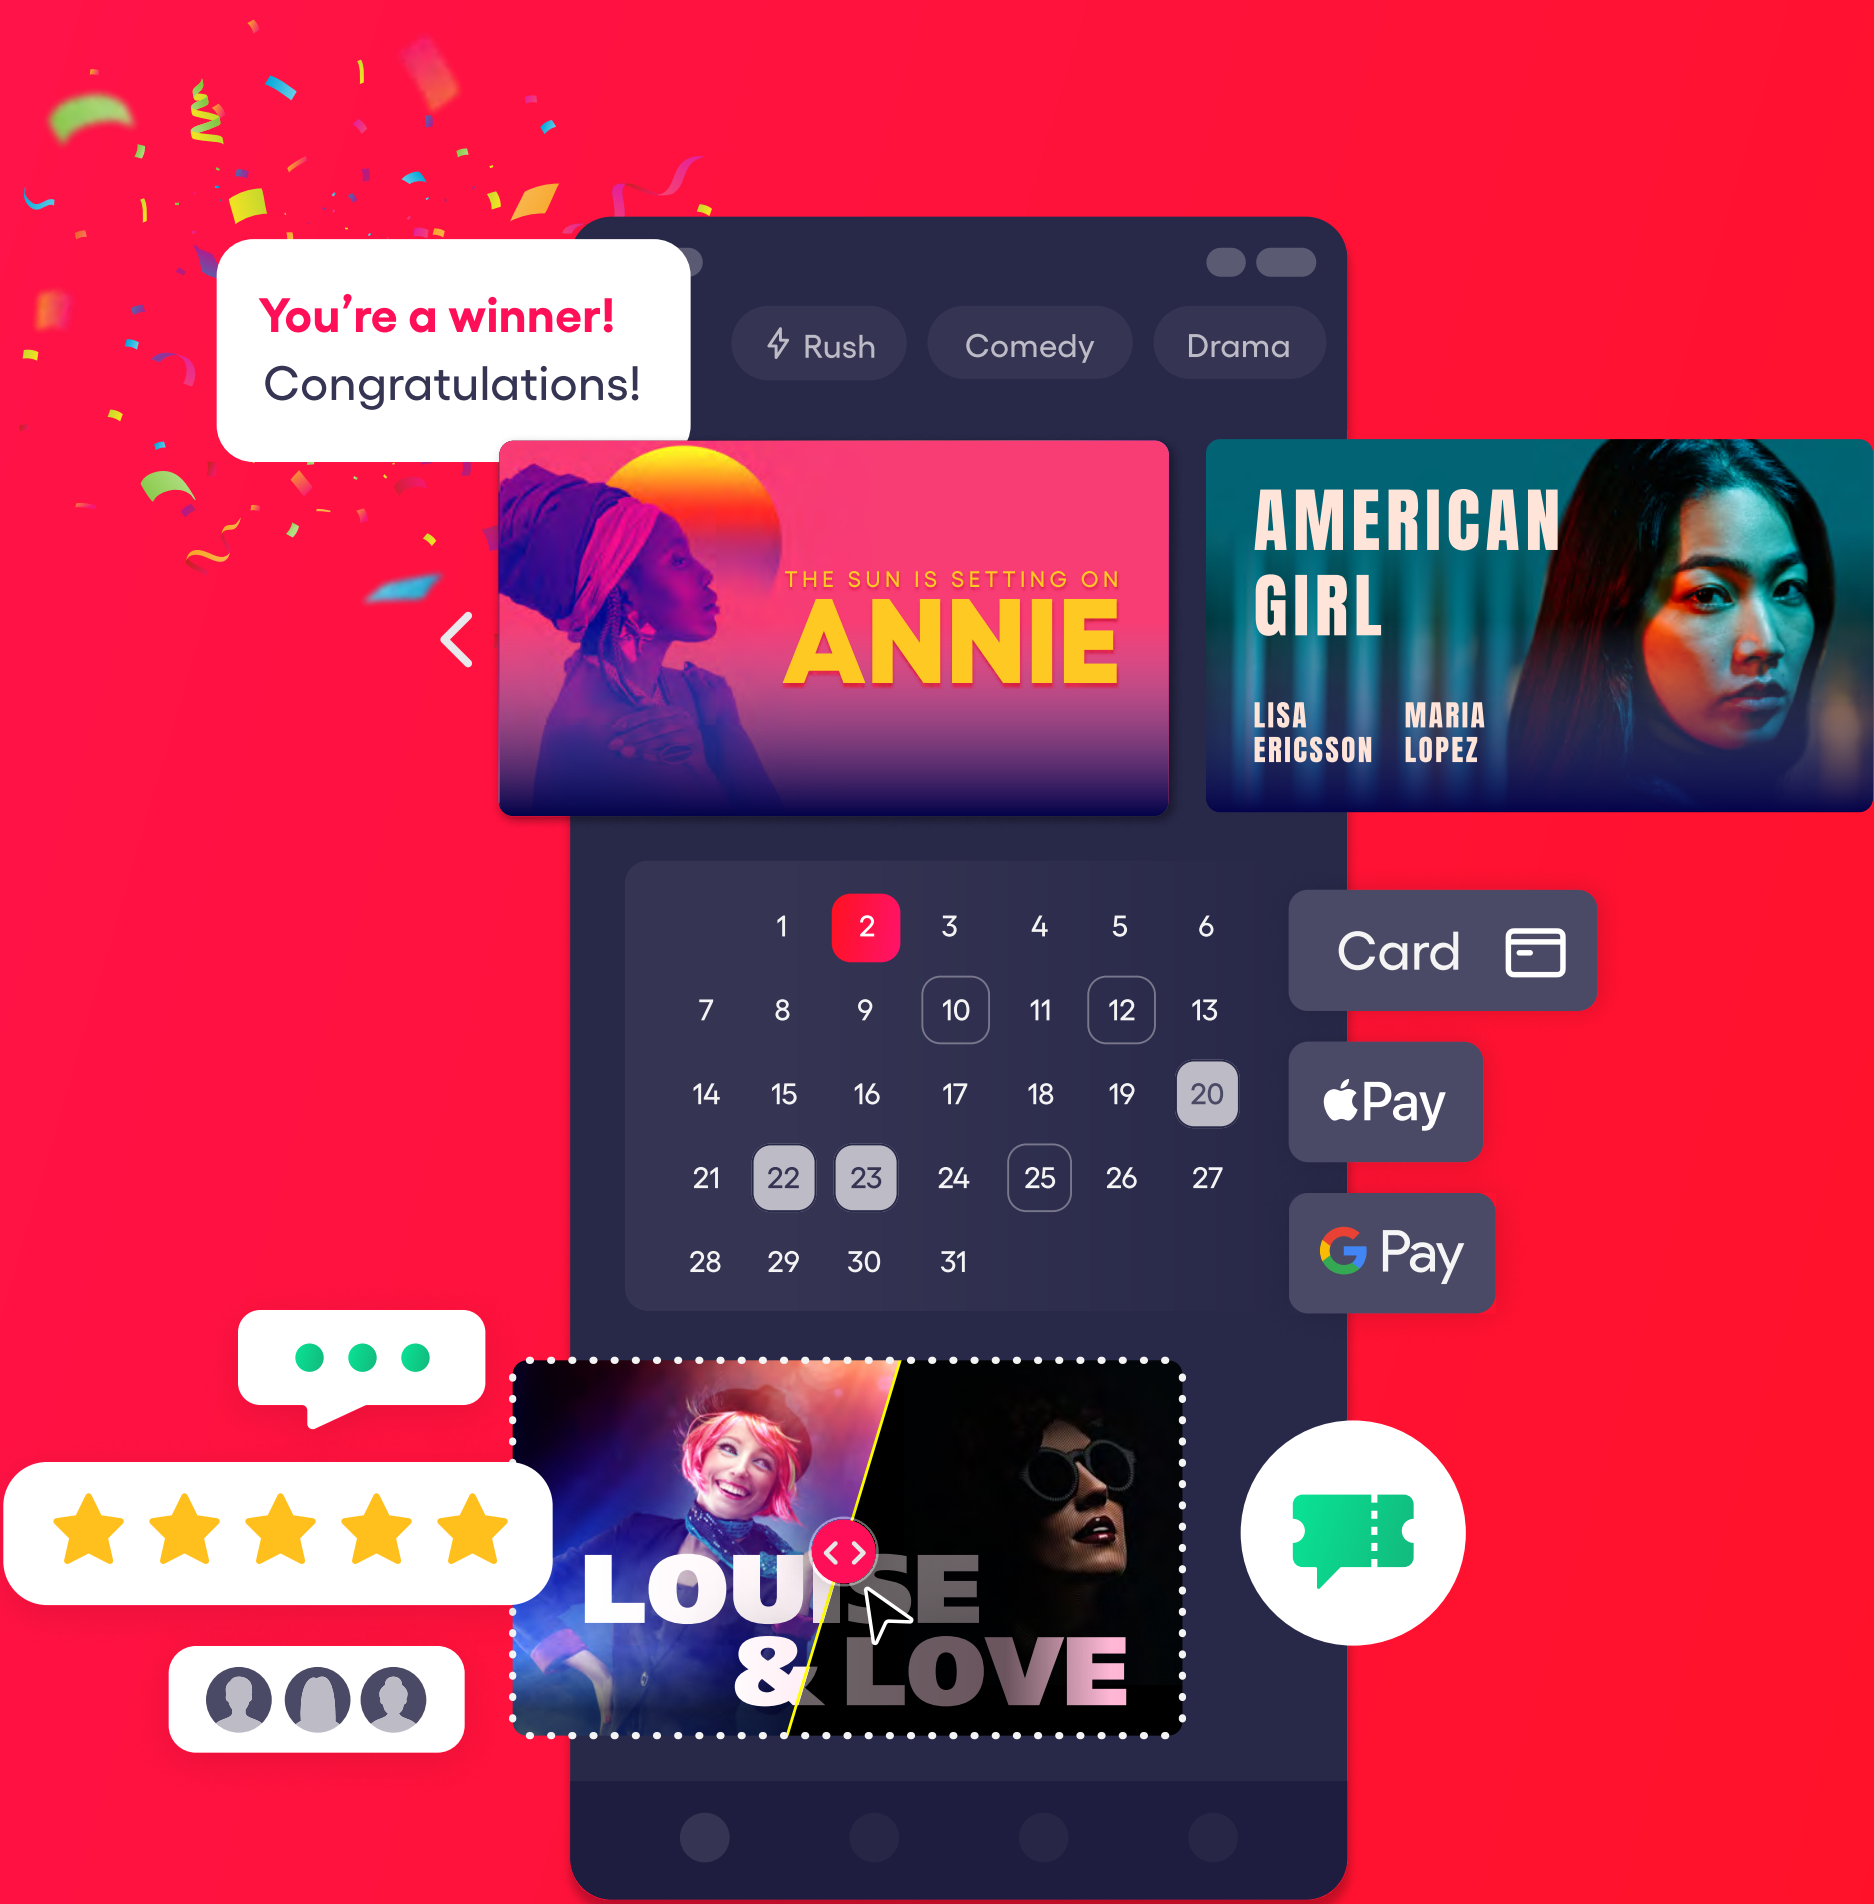 You’re a winner!
Congratulations!
Rush
Comedy
Drama
THE SUN IS SETTING ON
ANNIE
AMERICAN
GIRL
LISA
ERICSSON
MARIA
LOPEZ
1 2 3 4 5 6
7 8 9 10 11 12 13
14 15 16 17 18 19 20
21 22 23 24 25 26 27
28 29 30 31
Card
Pay
G Pay
LOUISE
& LOVE